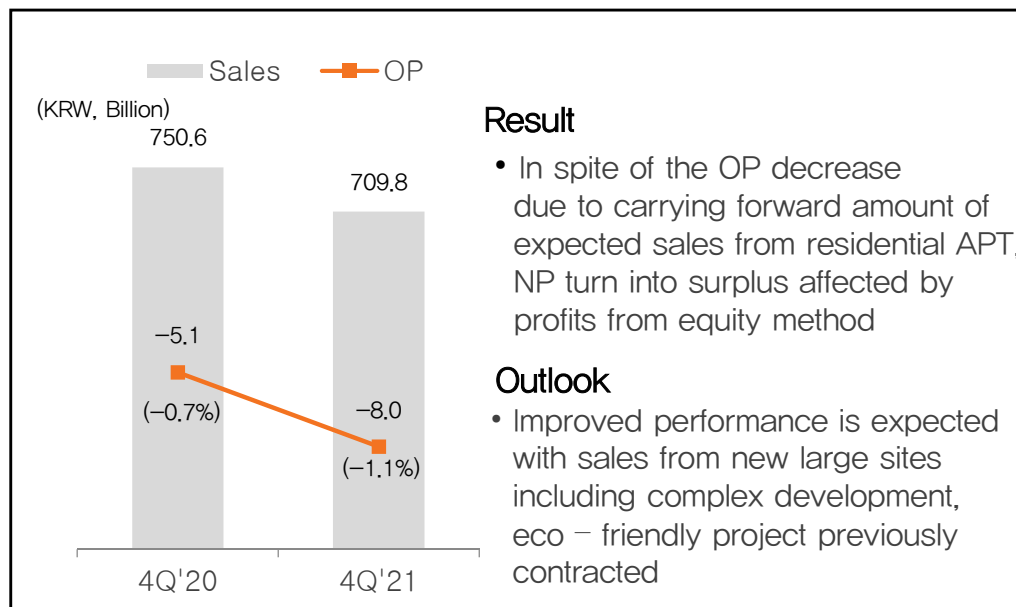 Sales OP
(KRW, Billion)
750.6
709.8
-5.1
(-0.7%)
-8.0
(-1.1%)
4Q'20 4Q'21
Result
• In spite of the OP decrease
due to carrying forward amount of
expected sales from residential APT,
NP turn into surplus affected by
profits from equity method
Outlook
• Improved performance is expected
with sales from new large sites
including complex development,
eco – friendly project previously
contracted